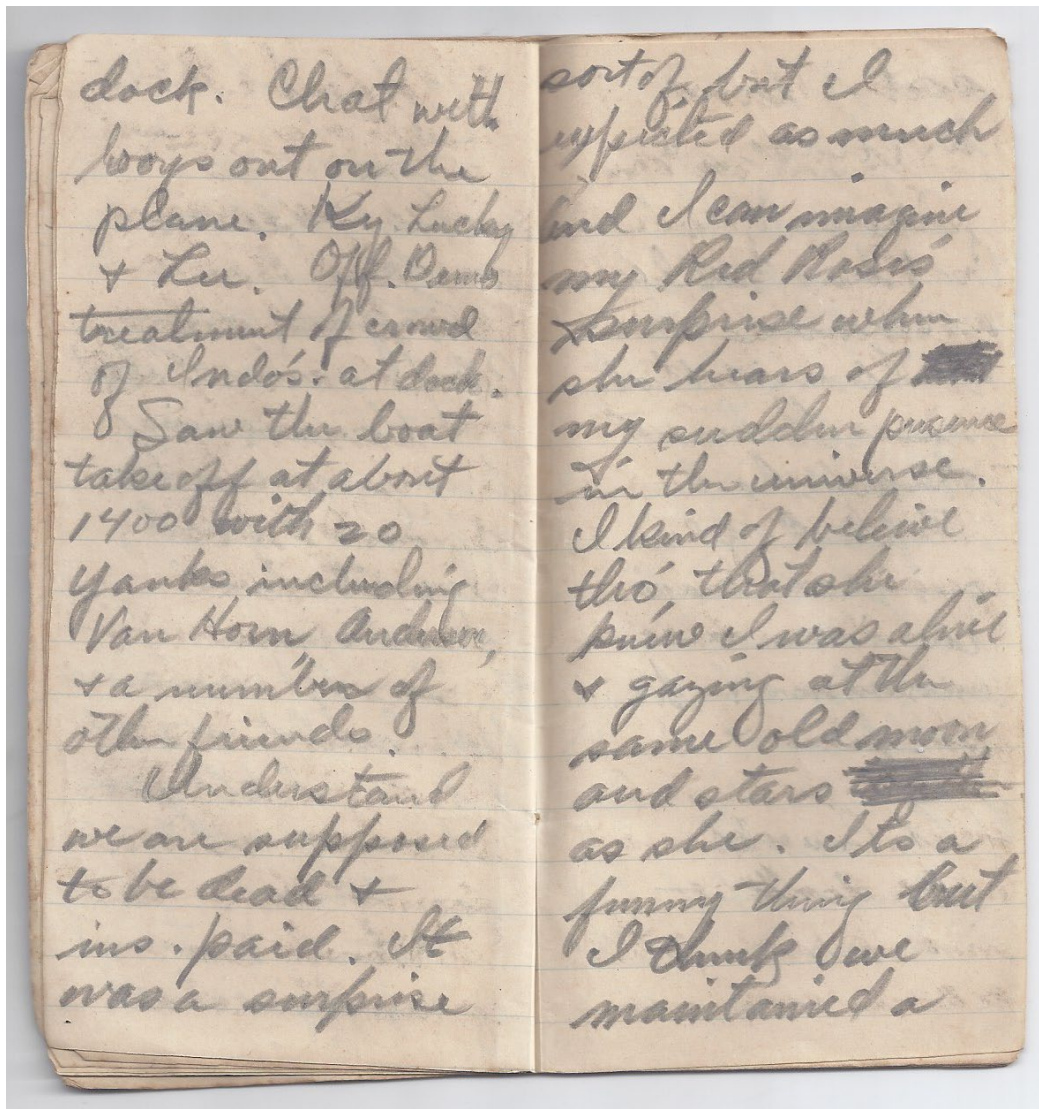 dock. Chat with
boys out on the
plane. Ky. Lucky
& Lee. Off.
treatment of crowd
of Indo's. at dock.
Saw the boat
take off at about
1400 with 20
Yanks including
Van Horn, Anderson,
& a number of
other friends.
Understand
we are supposed
to be dead &
ins. paid. It
was a surprise
sort of, but I
expected as much
And I can imagine
my Red Rose's
surprise when
she hears of
my sudden presence
in the universe.
I kind of believe
tho', that she
knew I was alive
& gazing at the
same old moon
and stars
as she. Its a
funny thing but
I think we
maintained a